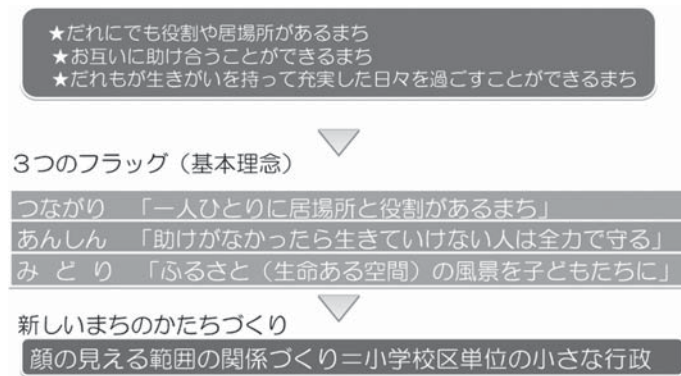 ★だれにでも役割や居場所があるまち
★お互いに助け合うことができるまち
★だれもが生きがいを持って充実した日々を過ごすことができるまち
3つのフラッグ（基本理念）
つながり 「一人ひとりに居場所と役割があるまち」
あんしん 「助けがなかったら生きていけない人は全力で守る」
み ど り 「ふるさと（生命ある空間）の風景を子どもたちに」
新しいまちのかたちづくり
顔の見える範囲の関係づくり＝小学校区単位の小さな行政